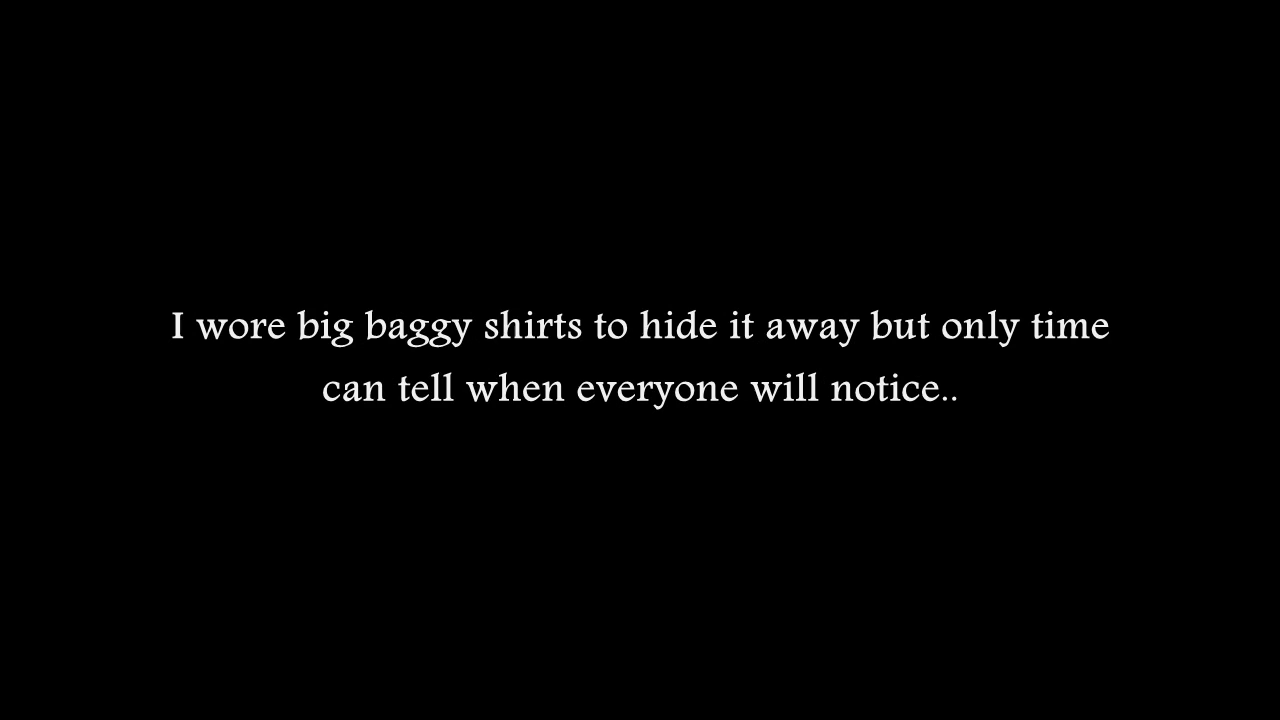 I wore big baggy shirts to hide it away but only time
can tell when everyone will notice..